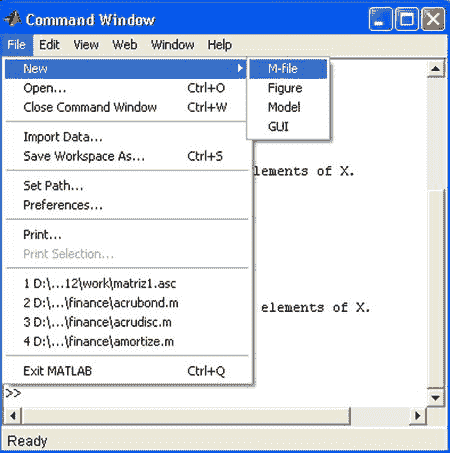 Command Window
File Edit View Web Window Help
New
M-file
Open... Ctrl+O
Figure
Close Command Window Ctrl+W
Model
GUI
Import Data...
Save Workspace As... Ctrl+S
lements of X.
Set Path...
Preferences...
Print...
Print Selection...
1 D:\...12\work\matriz1.asc
2 D:\...\finance\acrubond.m
elements of X.
3 D:\...\finance\acrudisc.m
4 D:\...\finance\amortize.m
Exit MATLAB Ctrl+Q
>>
Ready